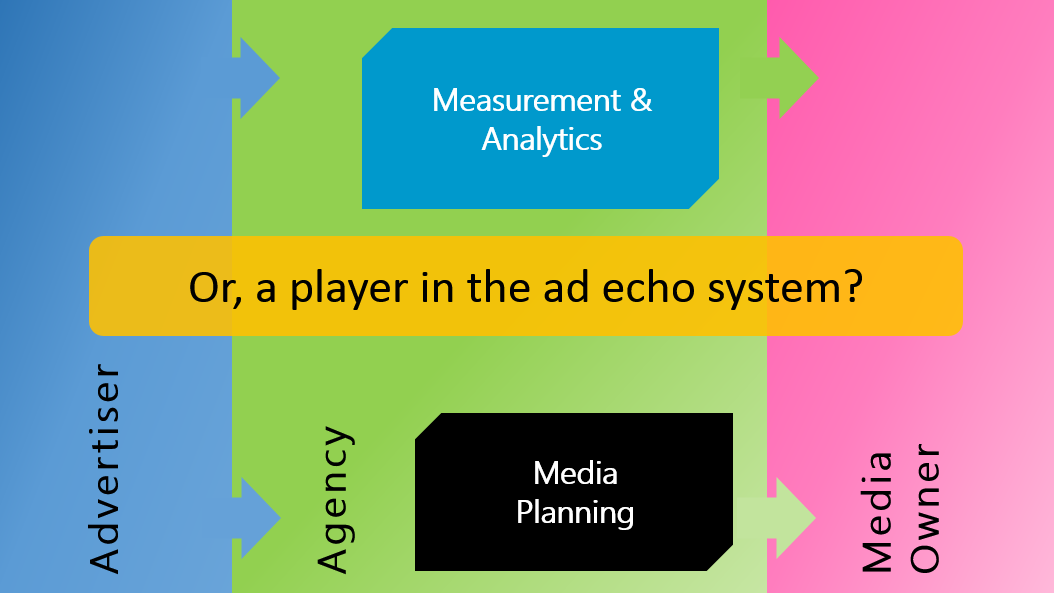 Measurement &
Analytics
Or, a player in the ad echo system?
Advertiser
Agency
Media
Planning
Media
Owner